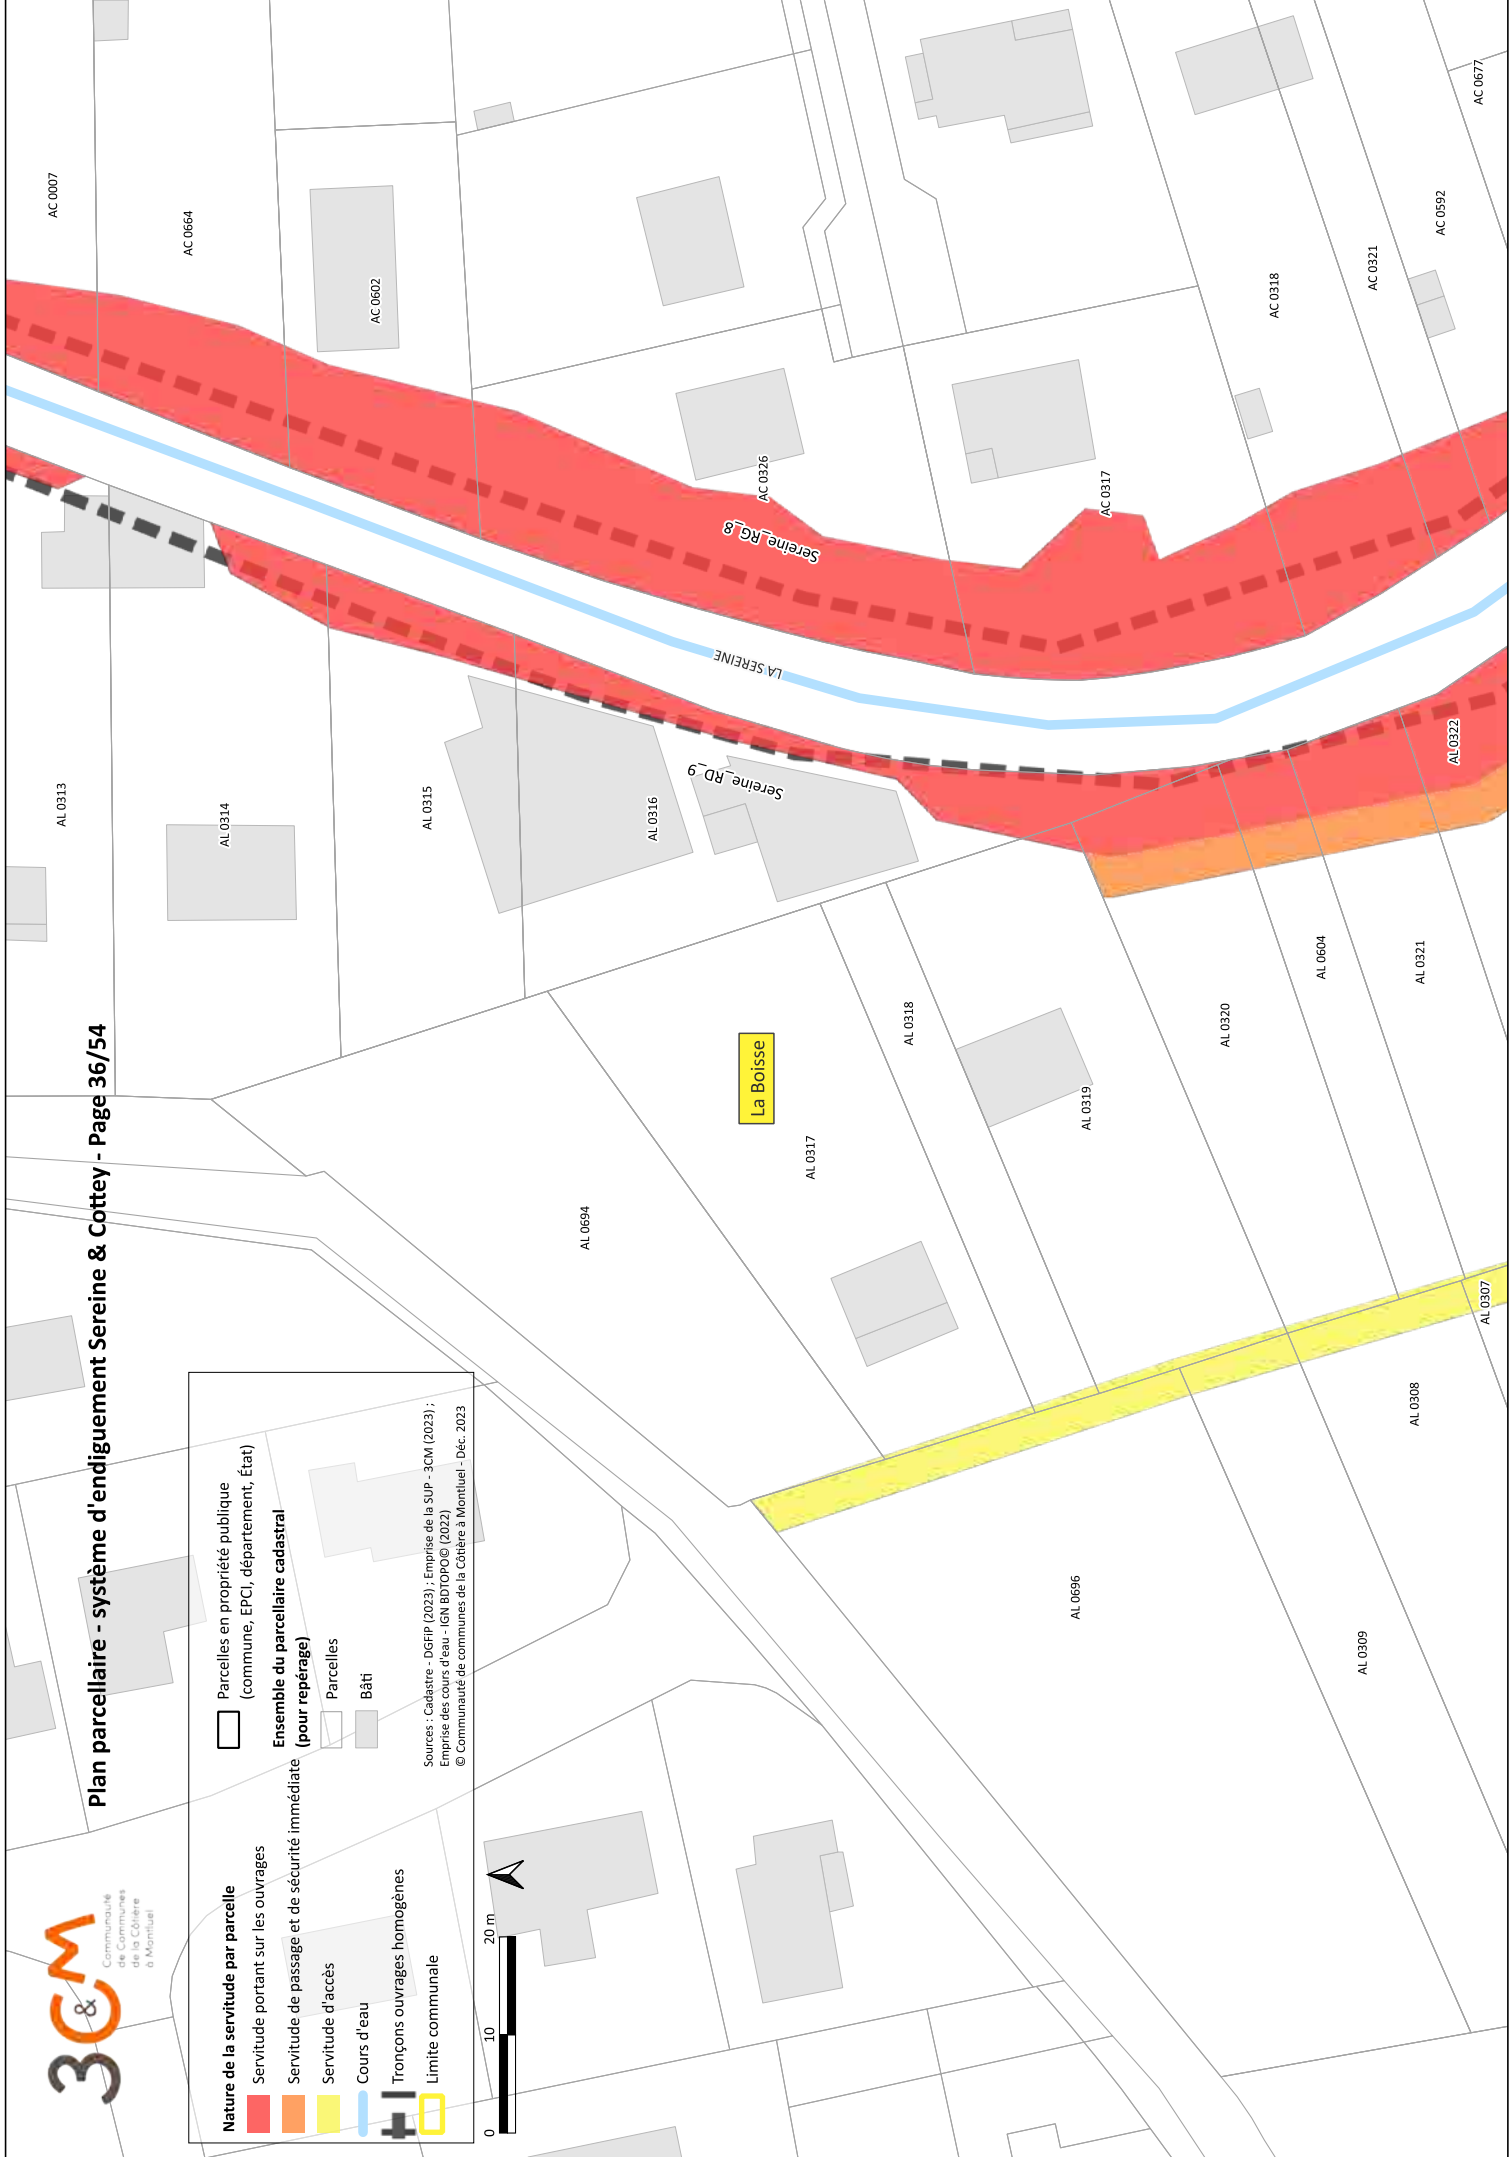 3C&M
Communauté
de Communes
de la Côtière
à Montluel
Plan parcellaire - système d'endiguement Sereine & Cottey - Page 36/54
Nature de la servitude par parcelle
Servitude portant sur les ouvrages
Servitude de passage et de sécurité immédiate
Servitude d'accès
Cours d'eau
Tronçons ouvrages homogènes
Limite communale
Parcelles en propriété publique
(commune, EPCI, département, État)
Ensemble du parcellaire cadastral
(pour repérage)
Parcelles
Bâti
Sources : Cadastre - DGFiP (2023) ; Emprise de la SUP - 3CM (2023) ;
Emprise des cours d'eau - IGN BDTOPO© (2022)
© Communauté de communes de la Côtière à Montluel - Déc. 2023
0
10
20 m
AL 0313
AL 0314
AL 0315
AL 0316
AL 0694
AL 0317
La Boisse
AL 0318
AL 0319
AL 0320
AL 0604
AL 0321
AL 0322
AL 0307
AL 0308
AL 0309
AL 0696
Sereine_RD_9
LA SEREINE
Sereine_RG_8
AC 0007
AC 0664
AC 0602
AC 0326
AC 0317
AC 0318
AC 0321
AC 0592
AC 0677